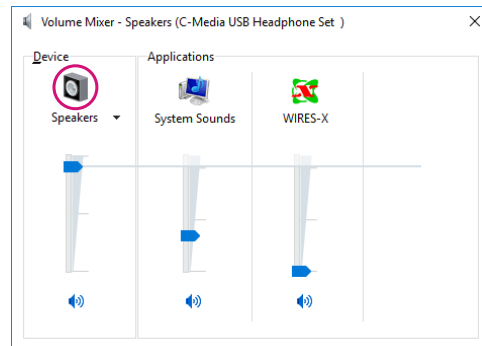 Volume Mixer - Speakers (C-Media USB Headphone Set  )
Device
Applications
Speakers
System Sounds
WIRES-X